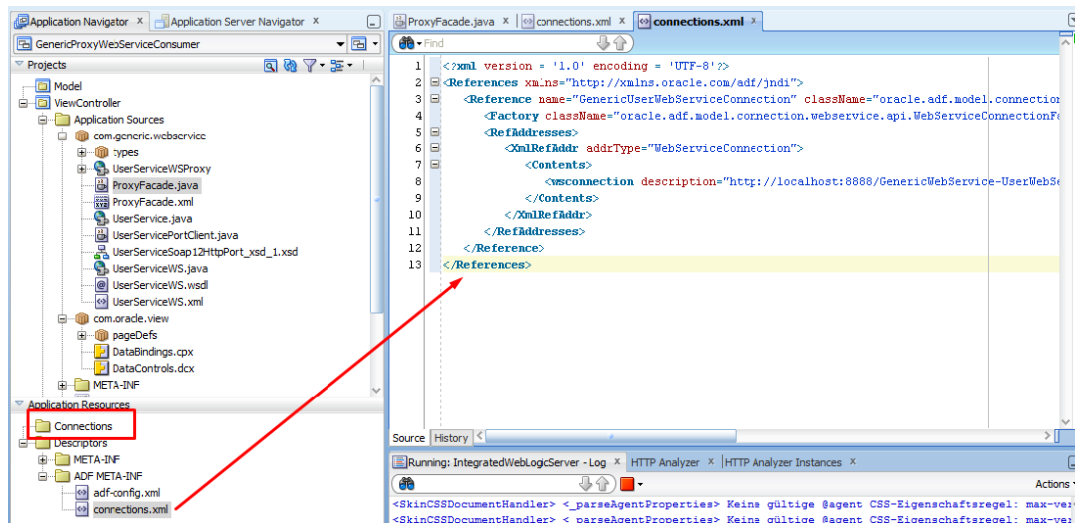 Application Navigator x Application Server Navigator x
GenericProxyWebServiceConsumer
Projects
Model
ViewController
Application Sources
com.generic.webservice
types
UserServiceWSProxy
ProxyFacade.java
ProxyFacade.xml
UserService.java
UserServicePortClient.java
UserServiceSoap12HttpPort_xsd_1.xsd
UserServiceWS.java
UserServiceWS.wsdl
UserServiceWS.xml
com.oracle.view
pageDefs
DataBindings.cpx
DataControls.dcx
META-INF
Application Resources
Connections
Descriptors
META-INF
ADF META-INF
adf-config.xml
connections.xml
ProxyFacade.java x connections.xml x connections.xml x
Find
1 <?xml version = '1.0' encoding = 'UTF-8'?>
2 <References xmlns="http://xmlns.oracle.com/adf/jndi">
3 <Reference name="GenericUserWebServiceConnection" className="oracle.adf.model.connection
4 <Factory className="oracle.adf.model.connection.webservice.api.WebServiceConnectionFa
5 <RefAddresses>
6 <XmlRefAddr addrType="WebServiceConnection">
7 <Contents>
8 <wsconnection description="http://localhost:8888/GenericWebService-UserWebSe
9 </Contents>
10 </XmlRefAddr>
11 </RefAddresses>
12 </Reference>
13 </References>
Source History
Running: IntegratedWebLogicServer - Log x HTTP Analyzer x HTTP Analyzer Instances x
Actions
<SkinCSSDocumentHandler> <_parseAgentProperties> Keine gültige @agent CSS-Eigenschaftsregel: max-ver
<SkinCSSDocumentHandler> <_parseAgentProperties> Keine gültige @agent CSS-Eigenschaftsregel: max-ver